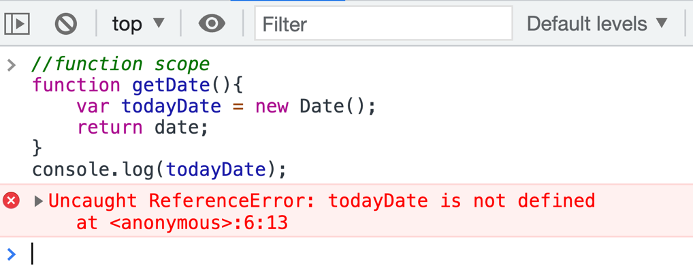 top ▼ Filter Default levels ▼
> //function scope
function getDate(){
    var todayDate = new Date();
    return date;
}
console.log(todayDate);
▶Uncaught ReferenceError: todayDate is not defined
    at <anonymous>:6:13
>